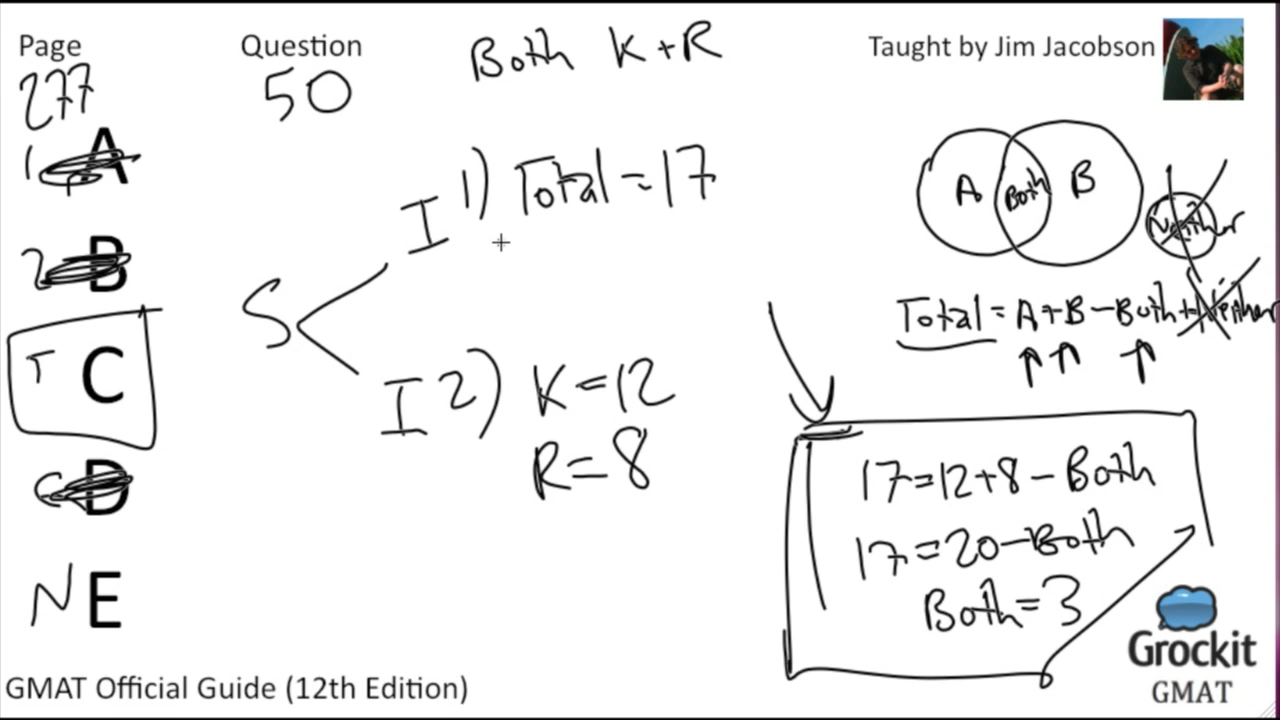 Page
Question
Both K+R
Taught by Jim Jacobson
277
50
1 A
2 B
T C
D
N E
S
I 1) Total = 17
I 2) K=12
R=8
A Both B Neither
Total = A+B-Both+Neither
17=12+8-Both
17=20-Both
Both=3
Grockit
GMAT
GMAT Official Guide (12th Edition)